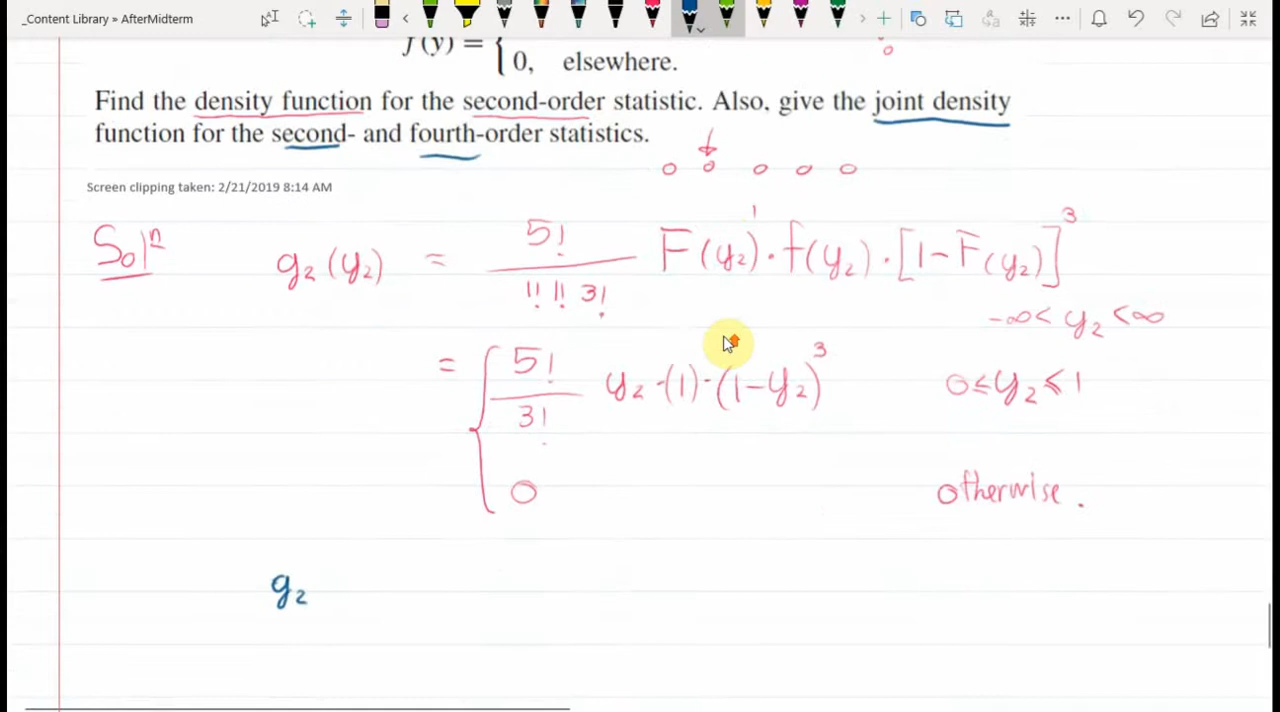 _Content Library » AfterMidterm
f(y) = {
0, elsewhere.
Find the density function for the second-order statistic. Also, give the joint density
function for the second- and fourth-order statistics.
Screen clipping taken: 2/21/2019 8:14 AM
Solⁿ g₂(y₂) = 5! / 1! 1! 3! F(y₂)¹ · f(y₂) · [1 - F(y₂)]³
-∞ < y₂ < ∞
= { 5! / 3! y₂ · (1) · (1 - y₂)³ 0 ≤ y₂ ≤ 1
0 otherwise.
g₂